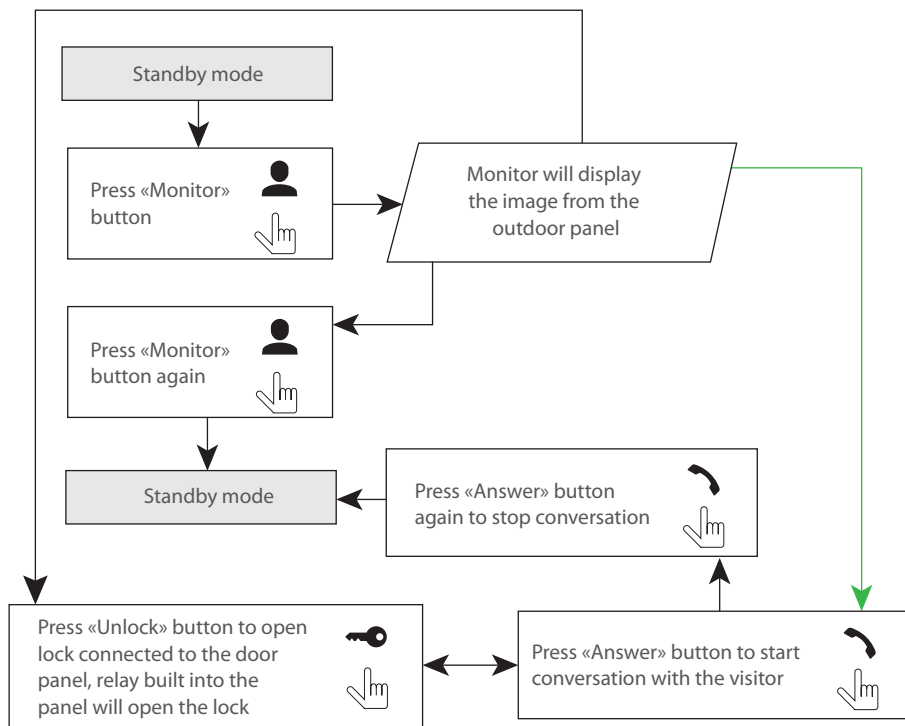 Standby mode
Press «Monitor»
button
Monitor will display
the image from the
outdoor panel
Press «Monitor»
button again
Standby mode
Press «Answer» button
again to stop conversation
Press «Unlock» button to open
lock connected to the door
panel, relay built into the
panel will open the lock
Press «Answer» button to start
conversation with the visitor